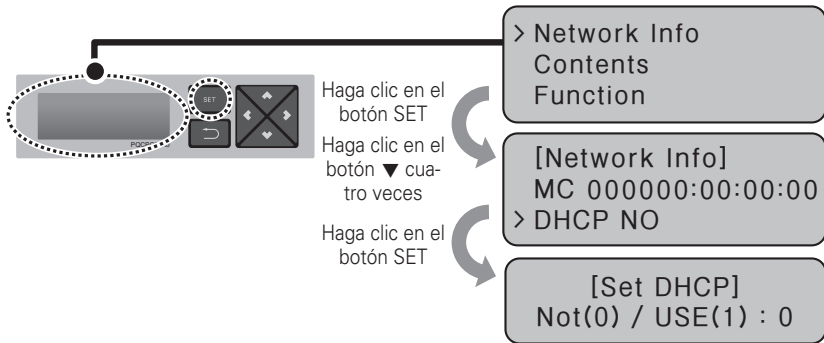 > Network Info
Contents
Function
SET
Haga clic en el
botón SET
Haga clic en el
botón ▼ cua-
tro veces
[Network Info]
MC 000000:00:00:00
> DHCP NO
Haga clic en el
botón SET
[Set DHCP]
Not(0) / USE(1) : 0